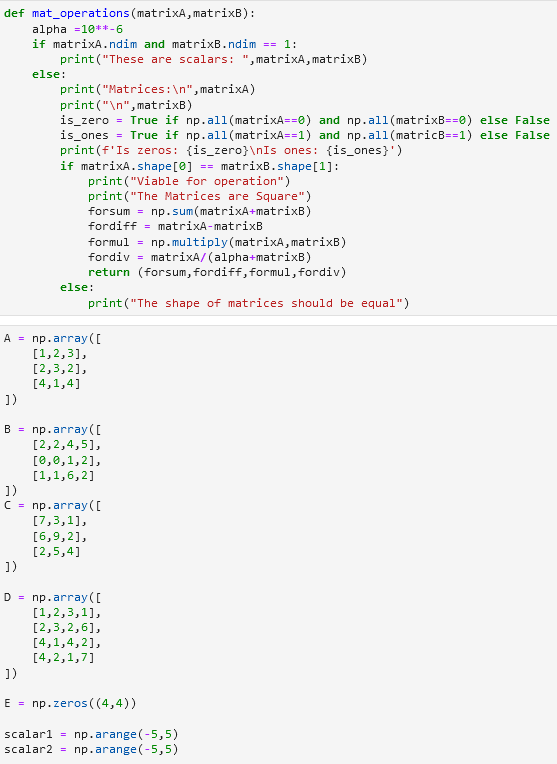 def mat_operations(matrixA,matrixB):
    alpha =10**-6
    if matrixA.ndim and matrixB.ndim == 1:
        print("These are scalars: ",matrixA,matrixB)
    else:
        print("Matrices:\n",matrixA)
        print("\n",matrixB)
        is_zero = True if np.all(matrixA==0) and np.all(matrixB==0) else False
        is_ones = True if np.all(matrixA==1) and np.all(matricB==1) else False
        print(f'Is zeros: {is_zero}\nIs ones: {is_ones}')
        if matrixA.shape[0] == matrixB.shape[1]:
            print("Viable for operation")
            print("The Matrices are Square")
            forsum = np.sum(matrixA+matrixB)
            fordiff = matrixA-matrixB
            formul = np.multiply(matrixA,matrixB)
            fordiv = matrixA/(alpha+matrixB)
            return (forsum,fordiff,formul,fordiv)
        else:
            print("The shape of matrices should be equal")
A = np.array([
    [1,2,3],
    [2,3,2],
    [4,1,4]
])
B = np.array([
    [2,2,4,5],
    [0,0,1,2],
    [1,1,6,2]
])
C = np.array([
    [7,3,1],
    [6,9,2],
    [2,5,4]
])
D = np.array([
    [1,2,3,1],
    [2,3,2,6],
    [4,1,4,2],
    [4,2,1,7]
])
E = np.zeros((4,4))
scalar1 = np.arange(-5,5)
scalar2 = np.arange(-5,5)